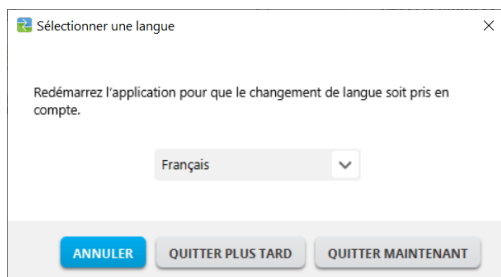 Sélectionner une langue
Redémarrez l'application pour que le changement de langue soit pris en
compte.
Français
ANNULER QUITTER PLUS TARD QUITTER MAINTENANT